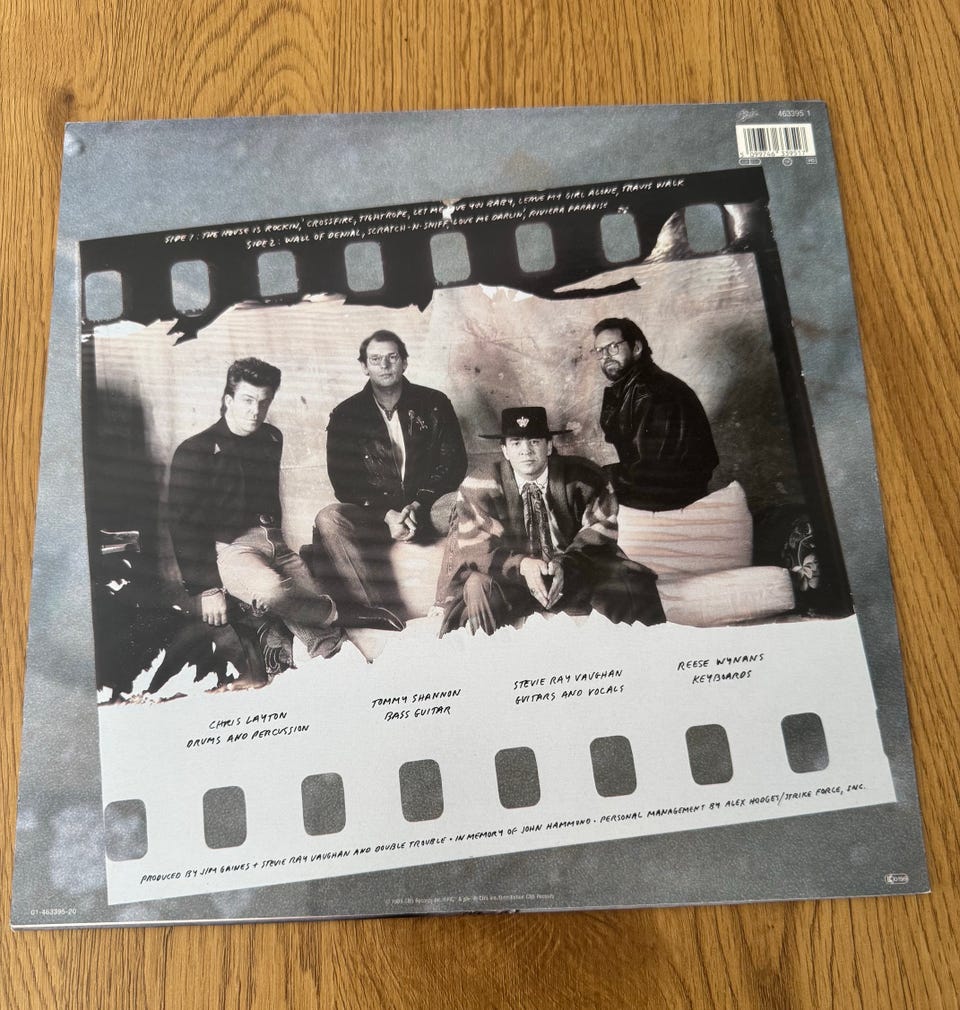 Epic
463395 1
5 099746 339517
SIDE 1: THE HOUSE IS ROCKIN', CROSSFIRE, TIGHTROPE, LET ME LOVE YOU BABY, LEAVE MY GIRL ALONE, TRAVIS WALK
SIDE 2: WALL OF DENIAL, SCRATCH-N-SNIFF, LOVE ME DARLIN', RIVIERA PARADISE
CHRIS LAYTON
DRUMS AND PERCUSSION
TOMMY SHANNON
BASS GUITAR
STEVIE RAY VAUGHAN
GUITARS AND VOCALS
REESE WYNANS
KEYBOARDS
PRODUCED BY JIM GAINES + STEVIE RAY VAUGHAN AND DOUBLE TROUBLE • IN MEMORY OF JOHN HAMMOND • PERSONAL MANAGEMENT BY ALEX HODGES/STRIKE FORCE, INC.
01-463395-20